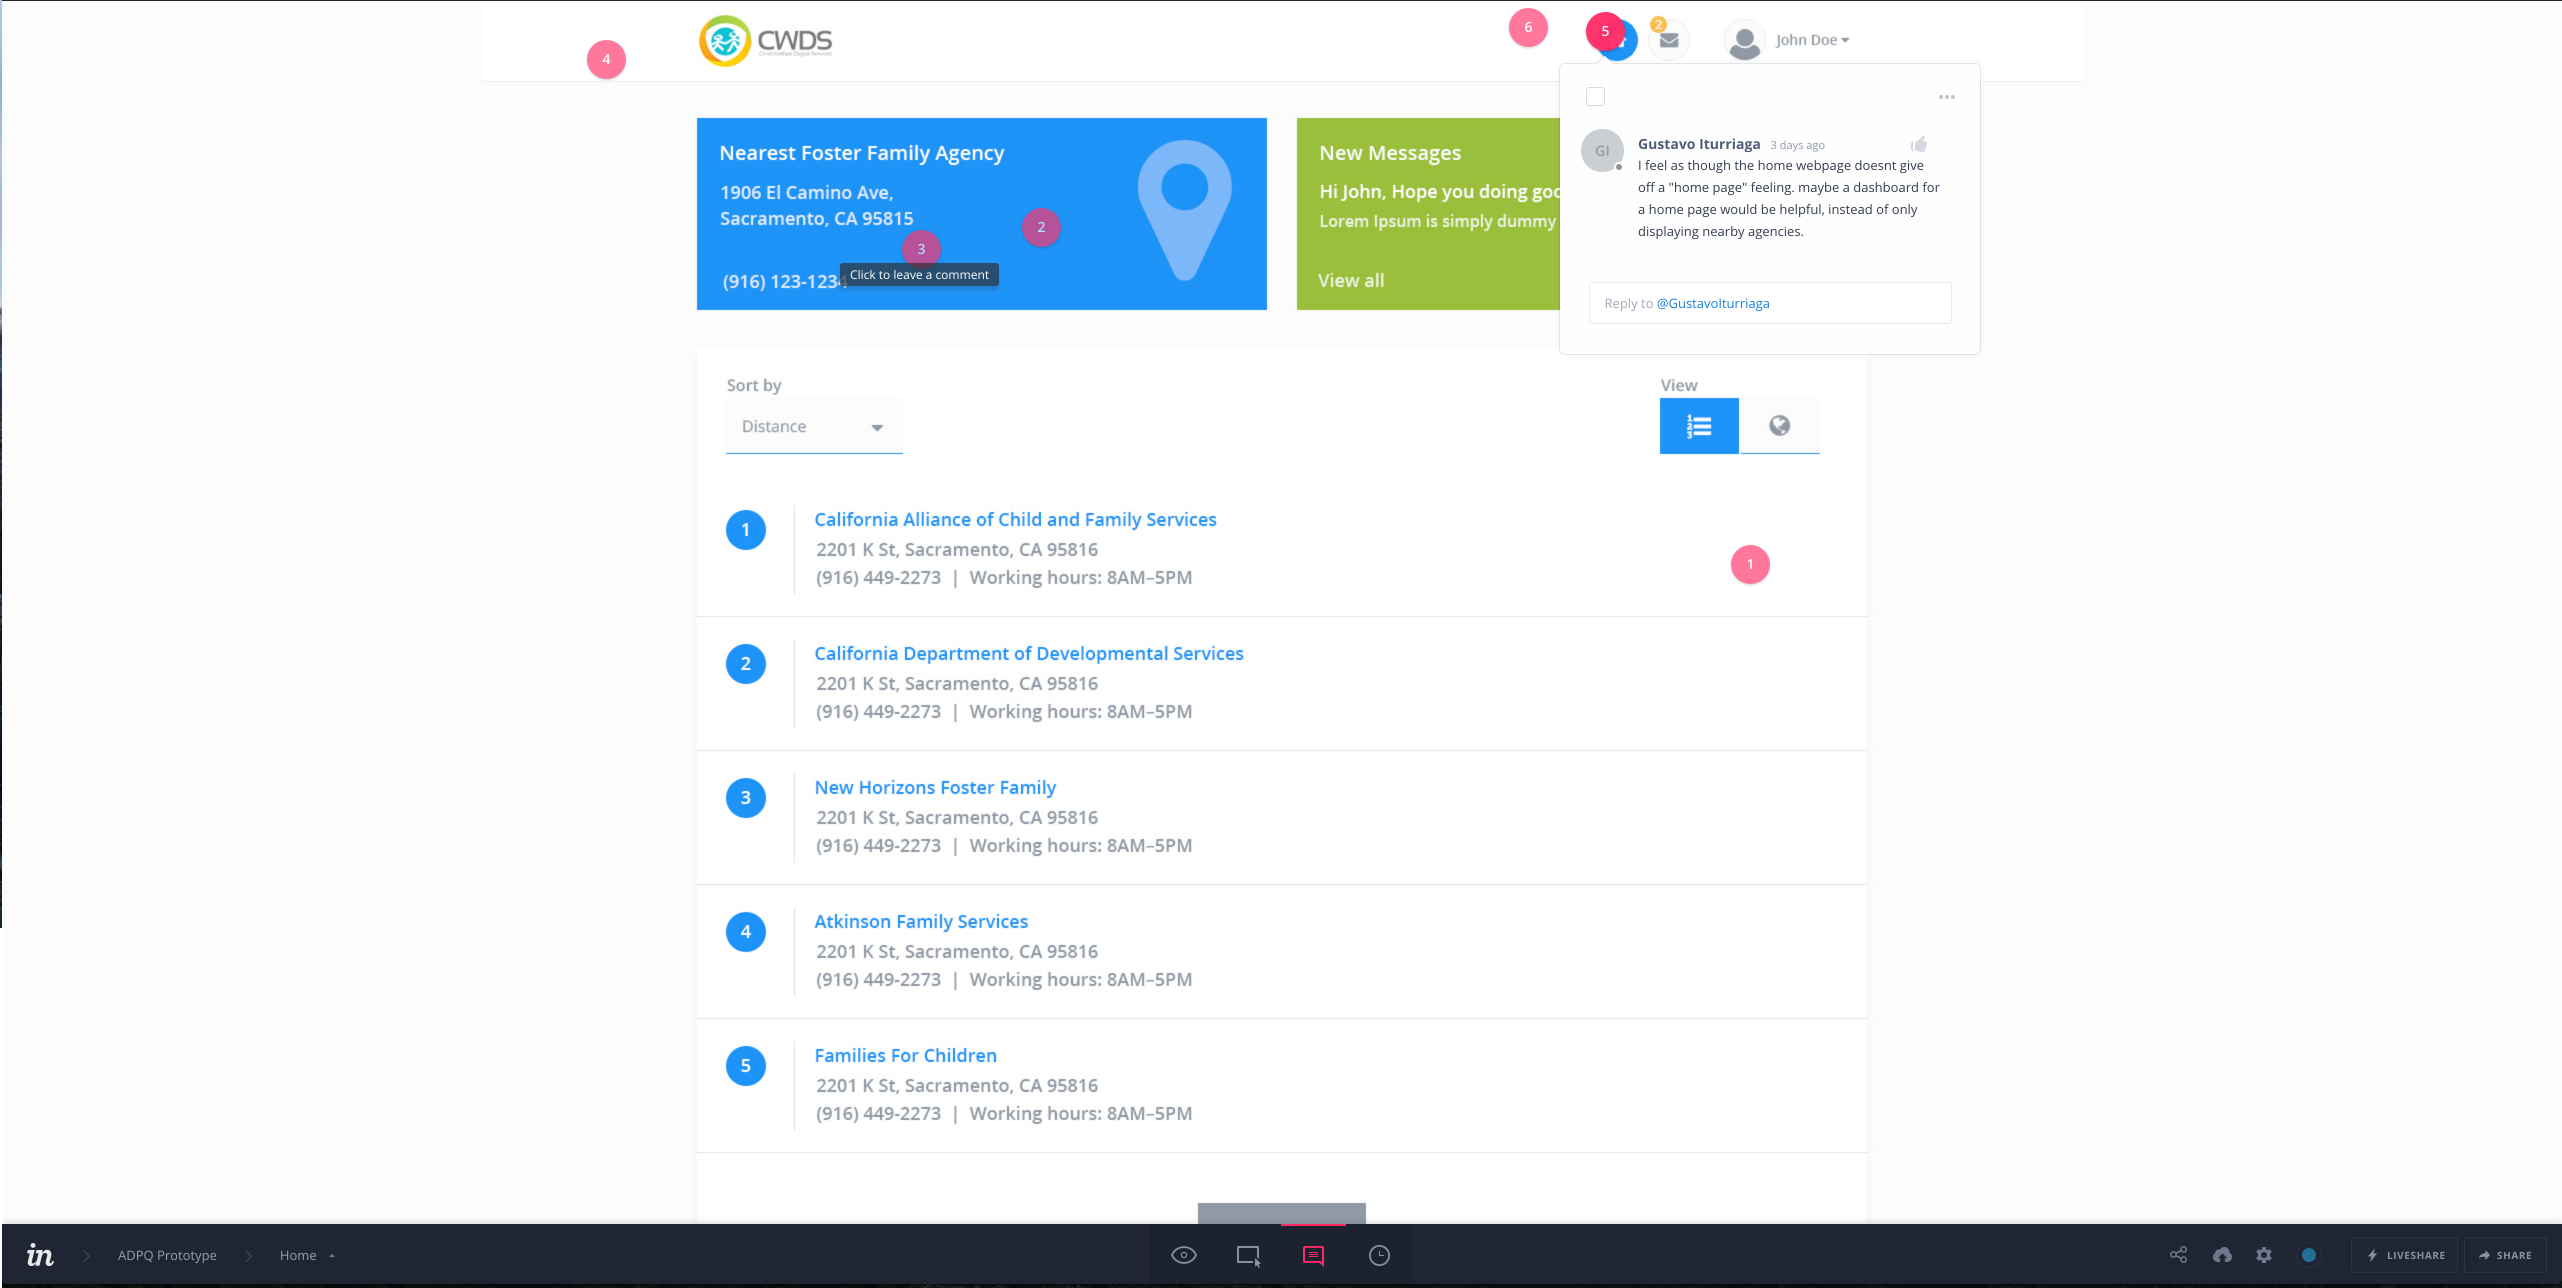 4
CWDS
6
5
2
John Doe
Nearest Foster Family Agency
1906 El Camino Ave,
Sacramento, CA 95815
2
3
Click to leave a comment
(916) 123-1234
New Messages
Hi John, Hope you doing goo
Lorem Ipsum is simply dummy
View all
GI
Gustavo Iturriaga 3 days ago
I feel as though the home webpage doesnt give
off a "home page" feeling. maybe a dashboard for
a home page would be helpful, instead of only
displaying nearby agencies.
Reply to @GustavoIturriaga
Sort by
Distance
View
1
2
3
1
California Alliance of Child and Family Services
2201 K St, Sacramento, CA 95816
(916) 449-2273 | Working hours: 8AM–5PM
1
2
California Department of Developmental Services
2201 K St, Sacramento, CA 95816
(916) 449-2273 | Working hours: 8AM–5PM
3
New Horizons Foster Family
2201 K St, Sacramento, CA 95816
(916) 449-2273 | Working hours: 8AM–5PM
4
Atkinson Family Services
2201 K St, Sacramento, CA 95816
(916) 449-2273 | Working hours: 8AM–5PM
5
Families For Children
2201 K St, Sacramento, CA 95816
(916) 449-2273 | Working hours: 8AM–5PM
in
ADPQ Prototype
Home
LIVESHARE
SHARE